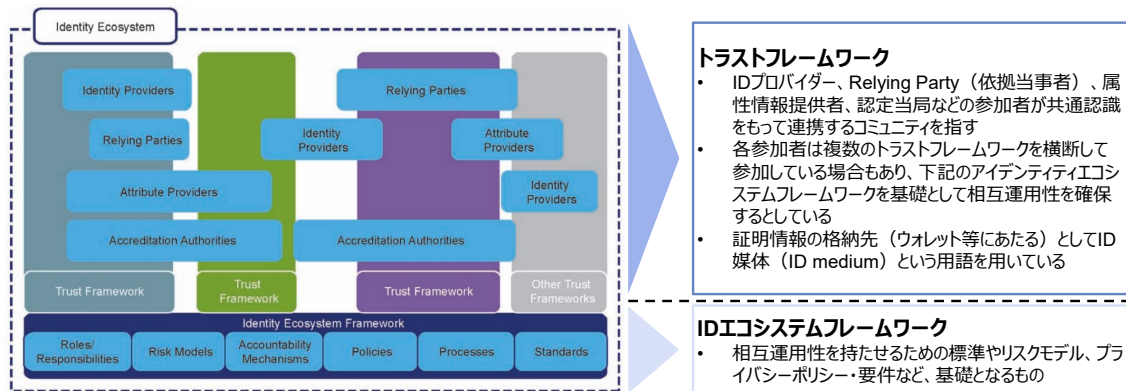 Identity Ecosystem
Identity Providers
Relying Parties
Relying Parties
Identity
Providers
Attribute
Providers
Attribute Providers
Identity
Providers
Accreditation Authorities
Accreditation Authorities
Trust Framework
Trust
Framework
Trust Framework
Other Trust
Frameworks
Identity Ecosystem Framework
Roles/
Responsibilities
Risk Models
Accountability
Mechanisms
Policies
Processes
Standards
トラストフレームワーク
• IDプロバイダー、Relying Party（依拠当事者）、属
性情報提供者、認定当局などの参加者が共通認識
をもって連携するコミュニティを指す
• 各参加者は複数のトラストフレームワークを横断して
参加している場合もあり、下記のアイデンティティエコシ
ステムフレームワークを基礎として相互運用性を確保
するとしている
• 証明情報の格納先（ウォレット等にあたる）としてID
媒体（ID medium）という用語を用いている
IDエコシステムフレームワーク
• 相互運用性を持たせるための標準やリスクモデル、プラ
イバシーポリシー・要件など、基礎となるもの